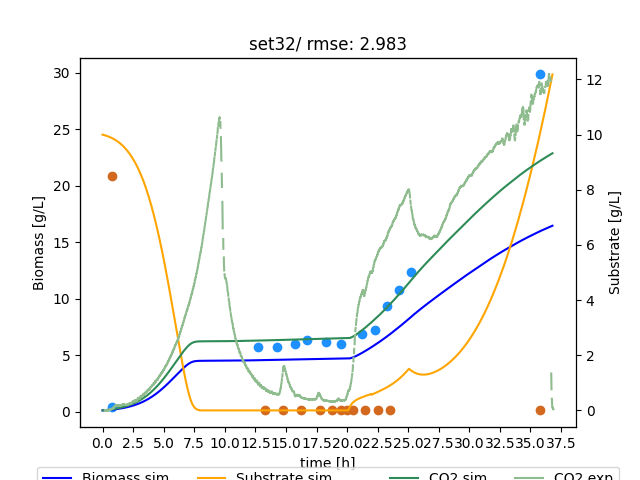 set32/ rmse: 2.983
30
25
20
15
10
5
0
Biomass [g/L]
12
10
8
6
4
2
0
Substrate [g/L]
0.0 2.5 5.0 7.5 10.0 12.5 15.0 17.5 20.0 22.5 25.0 27.5 30.0 32.5 35.0 37.5
time [h]
Biomass sim Substrate sim CO2 sim CO2 exp